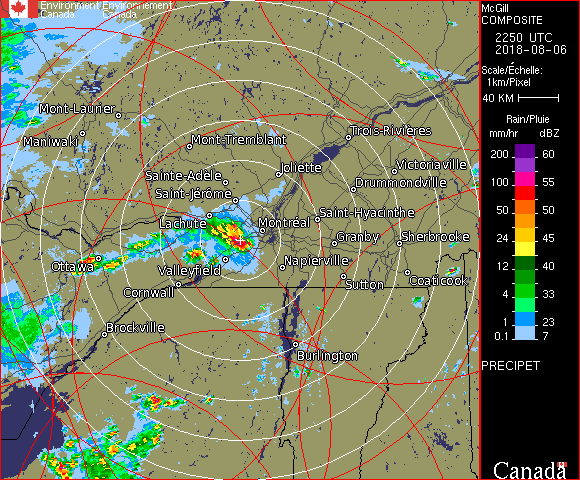 Environment Environnement
Canada Canada
McGill
COMPOSITE
2250 UTC
2018-08-06
Scale/Échelle:
1km/Pixel
40 KM
Rain/Pluie
mm/hr dBZ
200 60
100 55
50 50
24 45
12 40
4 33
1 23
0.1 7
PRECIPET
Canada
Mont-Laurier
Maniwaki
Mont-Tremblant
Trois-Rivières
Sainte-Adèle
Joliette
Victoriaville
Saint-Jérôme
Drummondville
Lachute
Montréal
Saint-Hyacinthe
Granby
Sherbrooke
Ottawa
Valleyfield
Napierville
Cornwall
Sutton
Coaticook
Brockville
Burlington